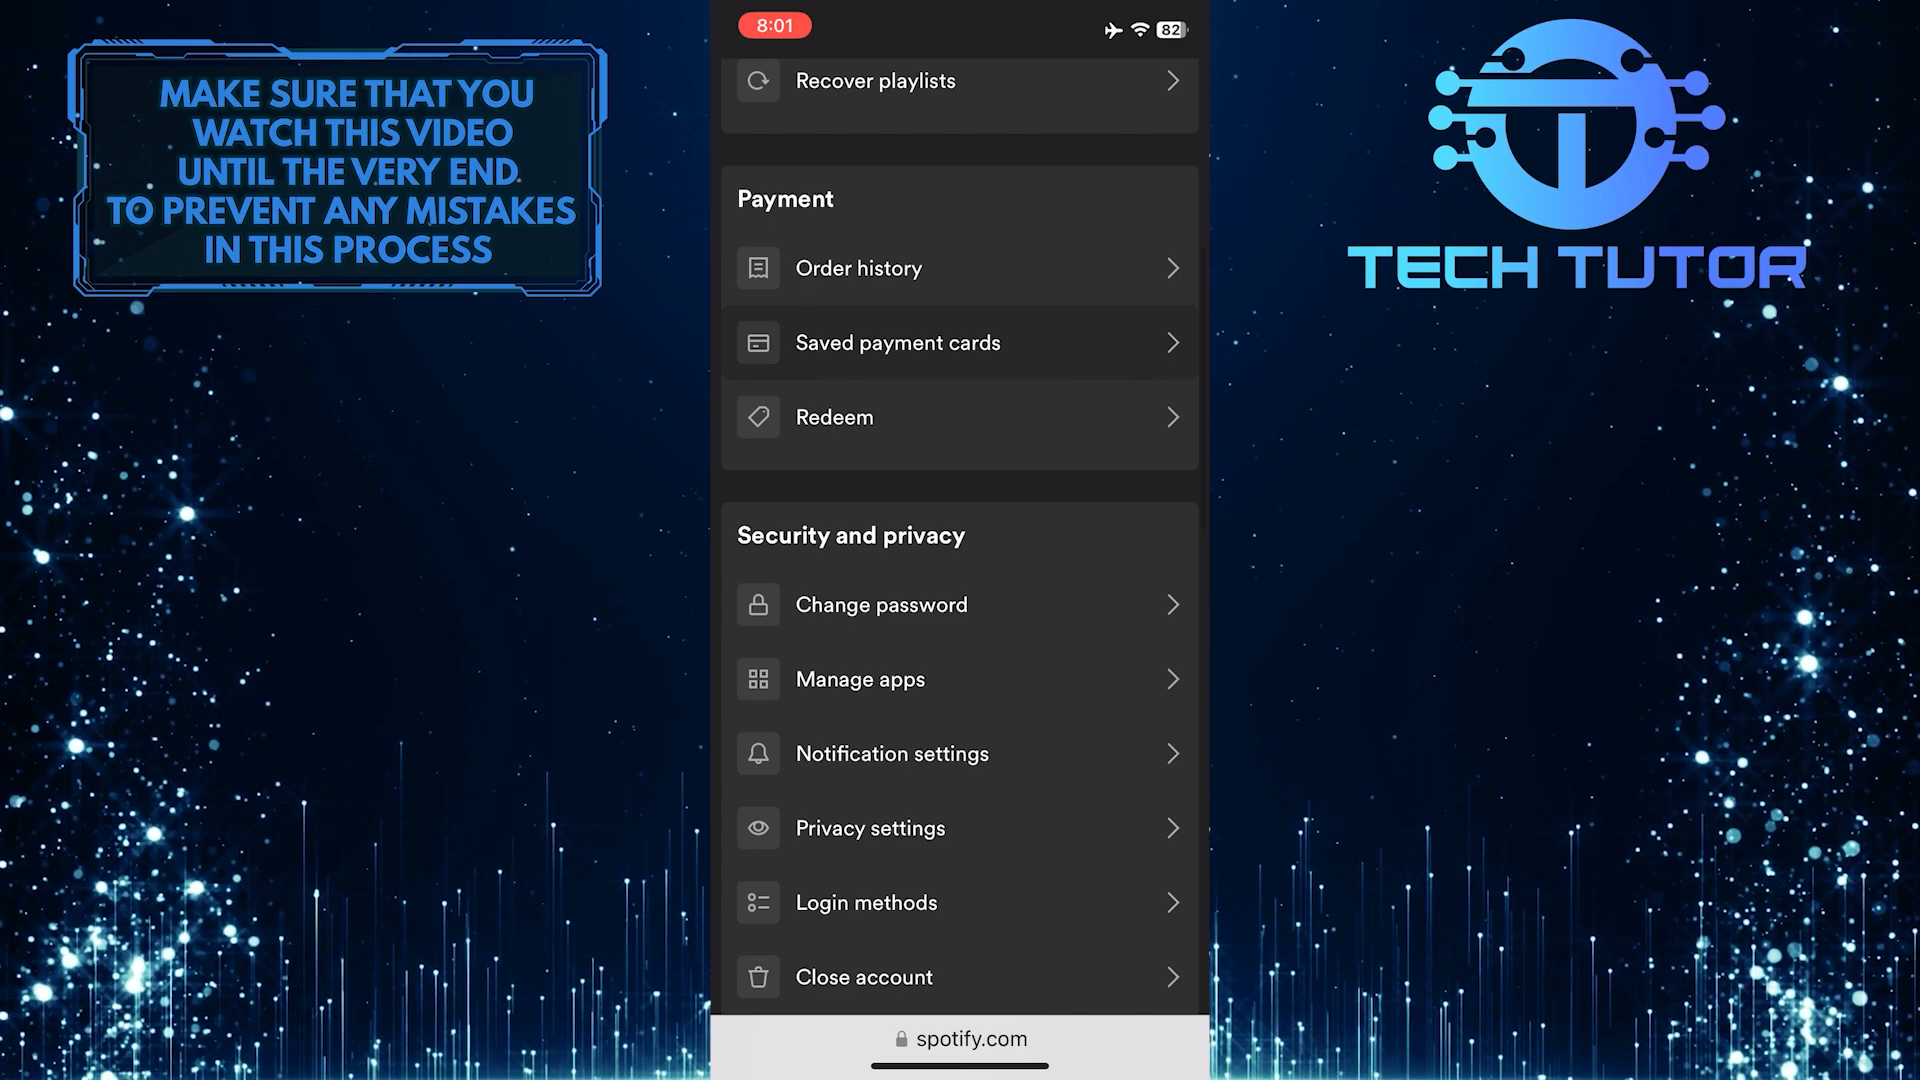 MAKE SURE THAT YOU
WATCH THIS VIDEO
UNTIL THE VERY END
TO PREVENT ANY MISTAKES
IN THIS PROCESS
8:01
82
Recover playlists
Payment
Order history
Saved payment cards
Redeem
Security and privacy
Change password
Manage apps
Notification settings
Privacy settings
Login methods
Close account
spotify.com
TECH TUTOR